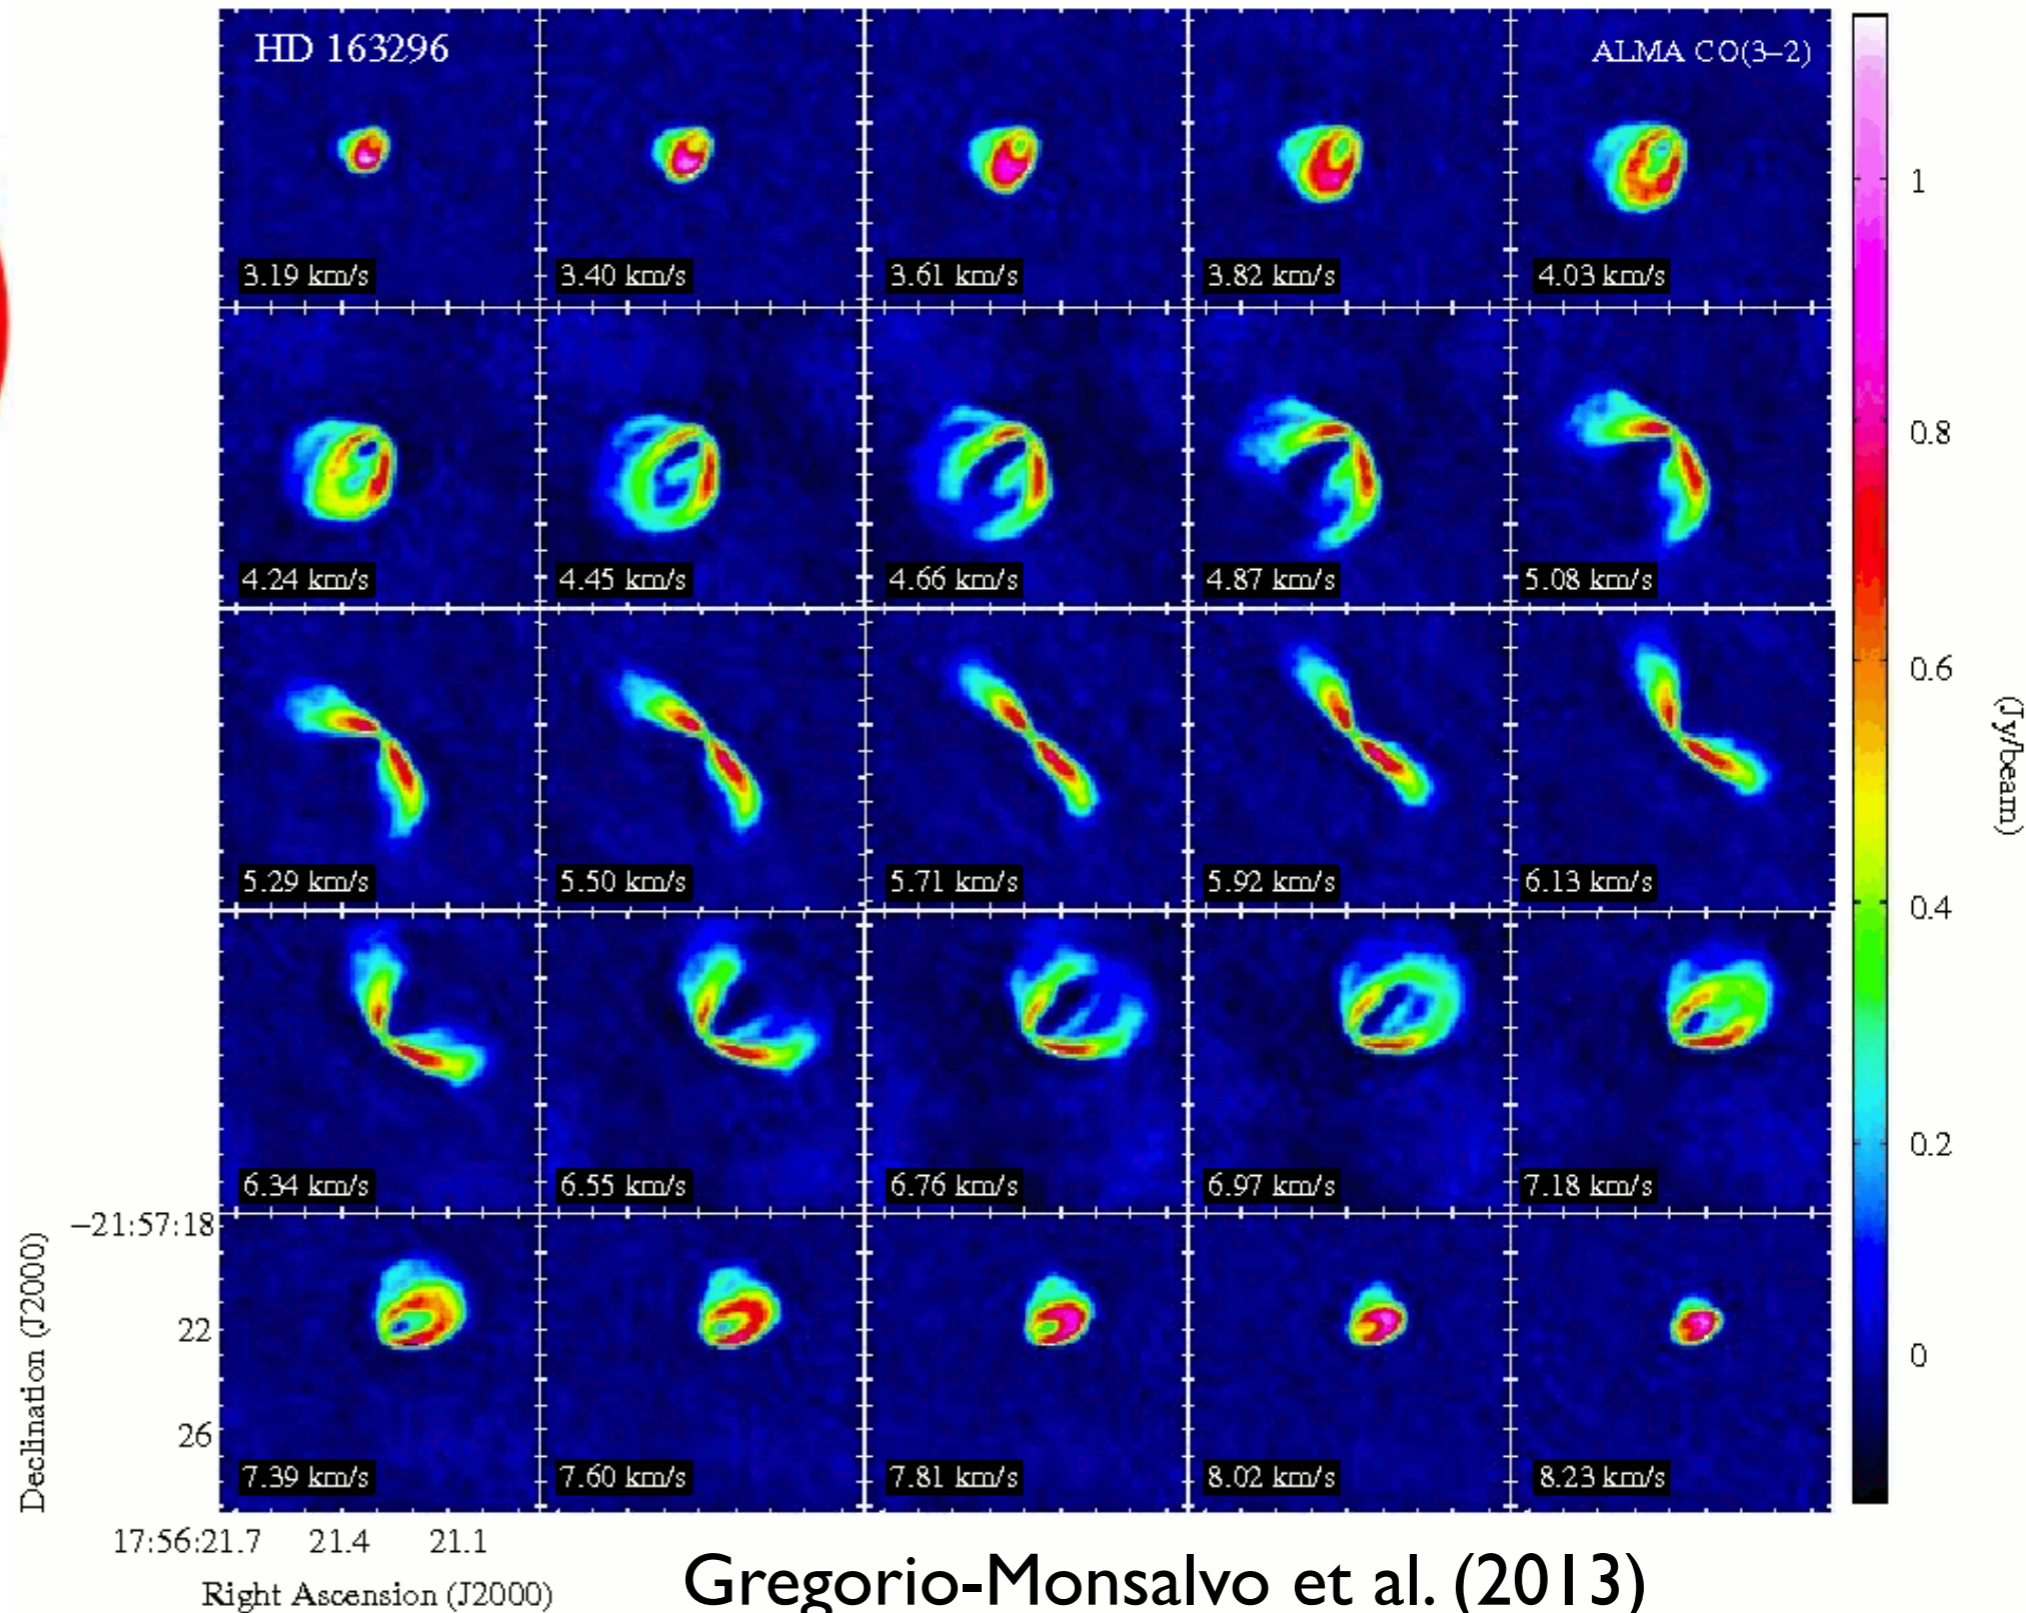 HD 163296
ALMA CO(3–2)
3.19 km/s
3.40 km/s
3.61 km/s
3.82 km/s
4.03 km/s
4.24 km/s
4.45 km/s
4.66 km/s
4.87 km/s
5.08 km/s
5.29 km/s
5.50 km/s
5.71 km/s
5.92 km/s
6.13 km/s
6.34 km/s
6.55 km/s
6.76 km/s
6.97 km/s
7.18 km/s
7.39 km/s
7.60 km/s
7.81 km/s
8.02 km/s
8.23 km/s
1
0.8
0.6
0.4
0.2
0
(Jy/beam)
–21:57:18
22
26
Declination (J2000)
17:56:21.7 21.4 21.1
Right Ascension (J2000)
Gregorio-Monsalvo et al. (2013)